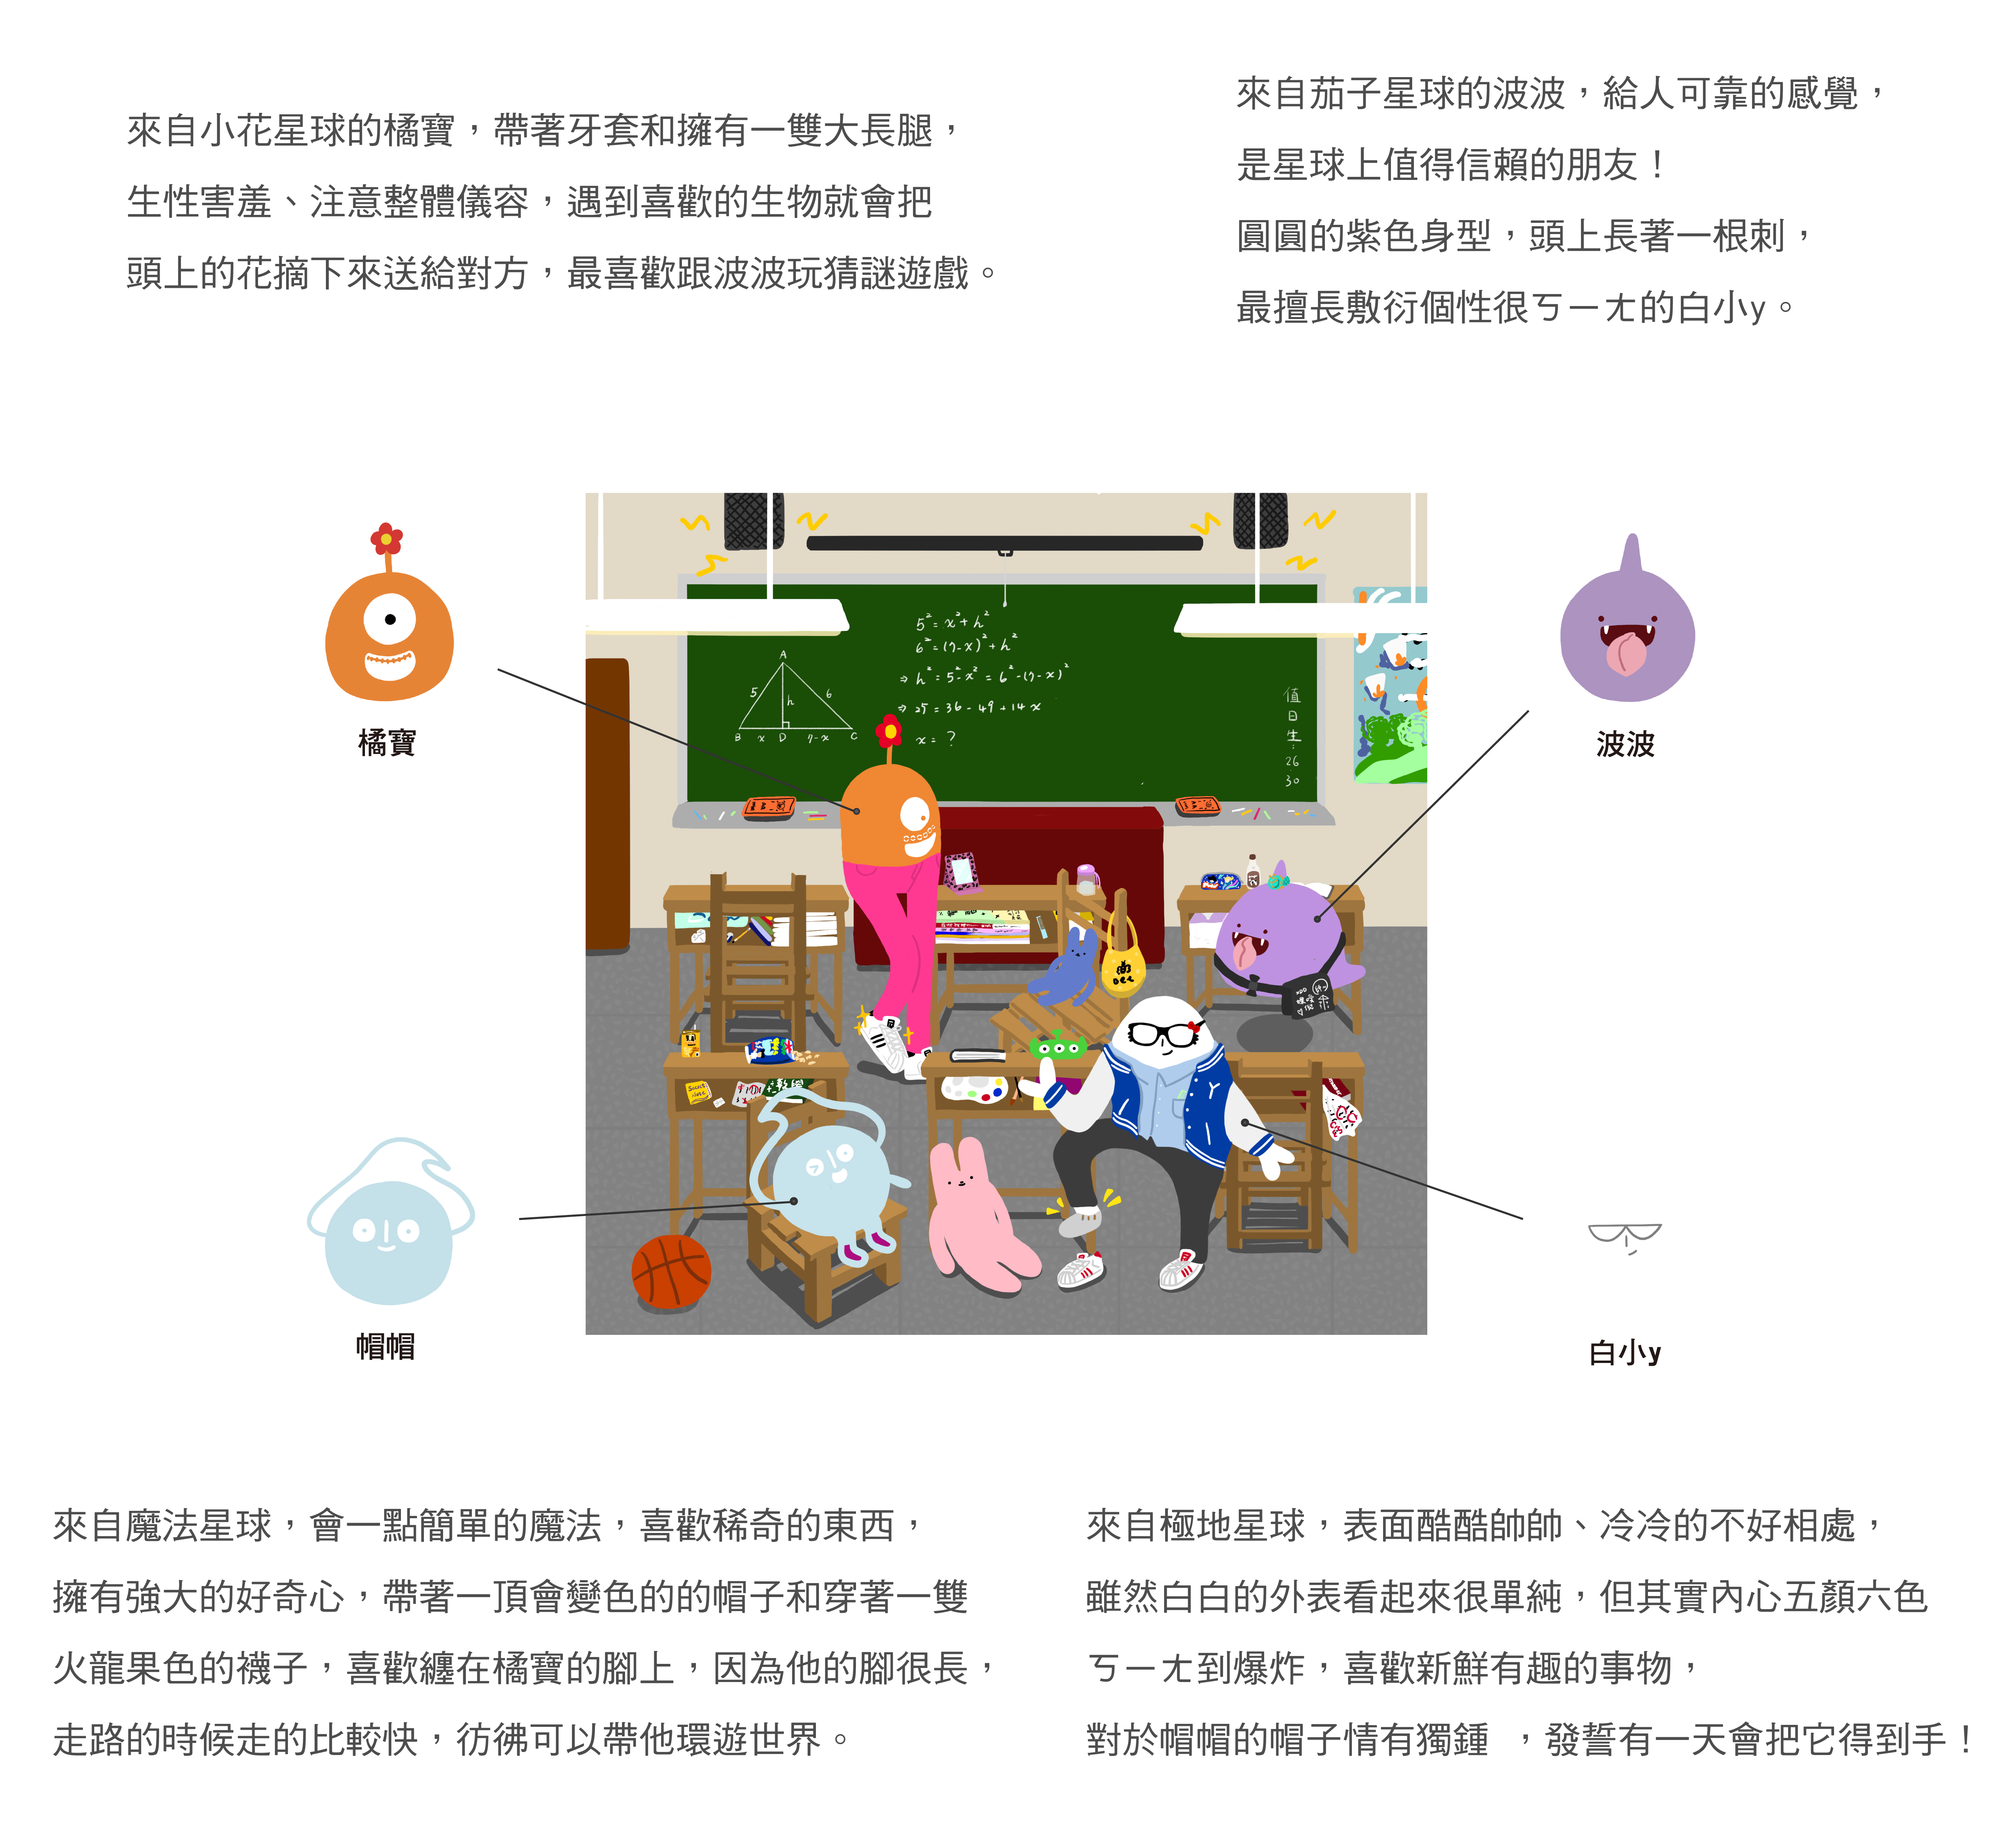 來自小花星球的橘寶，帶著牙套和擁有一雙大長腿，
生性害羞、注意整體儀容，遇到喜歡的生物就會把
頭上的花摘下來送給對方，最喜歡跟波波玩猜謎遊戲。
來自茄子星球的波波，給人可靠的感覺，
是星球上值得信賴的朋友！
圓圓的紫色身型，頭上長著一根刺，
最擅長敷衍個性很ㄎㄧㄤ的白小y。
橘寶
波波
5²=x²+h²
6²=(7-x)²+h²
⇒ h²=5²-x²=6²-(7-x)²
⇒ 25=36-49+14x
x=?
A
5
h
6
B x D 7-x C
值日生:
26
30
Y
帽帽
白小y
來自魔法星球，會一點簡單的魔法，喜歡稀奇的東西，
擁有強大的好奇心，帶著一頂會變色的的帽子和穿著一雙
火龍果色的襪子，喜歡纏在橘寶的腳上，因為他的腳很長，
走路的時候走的比較快，彷彿可以帶他環遊世界。
來自極地星球，表面酷酷帥帥、冷冷的不好相處，
雖然白白的外表看起來很單純，但其實內心五顏六色
ㄎㄧㄤ到爆炸，喜歡新鮮有趣的事物，
對於帽帽的帽子情有獨鍾 ，發誓有一天會把它得到手！